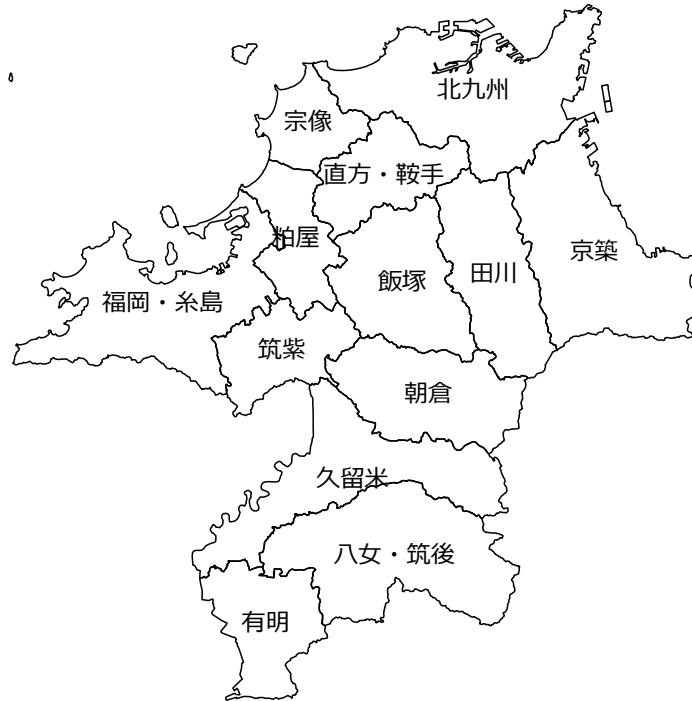 北九州
宗像
直方・鞍手
粕屋
京築
田川
飯塚
福岡・糸島
筑紫
朝倉
久留米
八女・筑後
有明